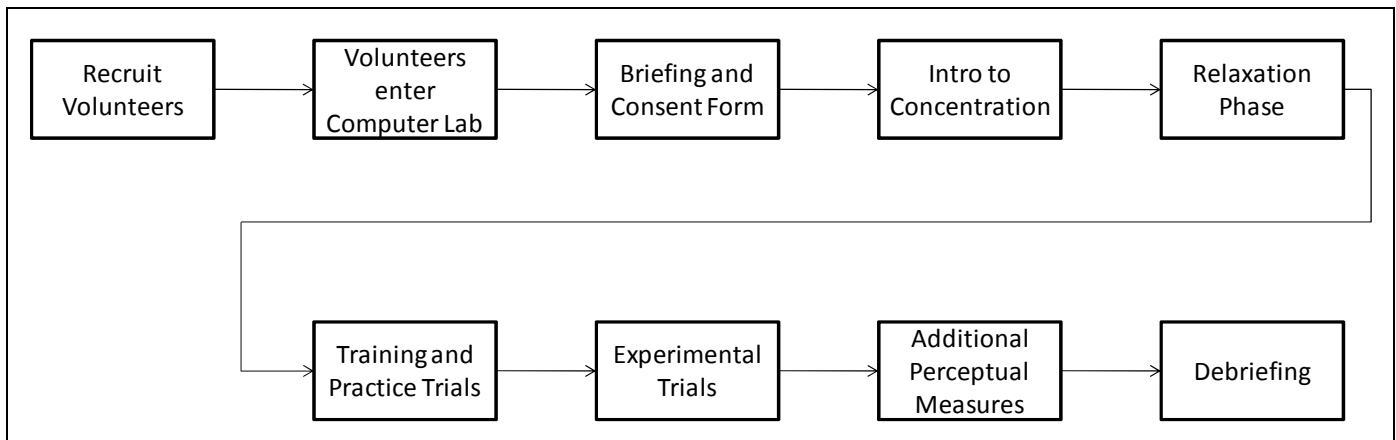 Recruit
Volunteers
Volunteers
enter
Computer Lab
Briefing and
Consent Form
Intro to
Concentration
Relaxation
Phase
Training and
Practice Trials
Experimental
Trials
Additional
Perceptual
Measures
Debriefing